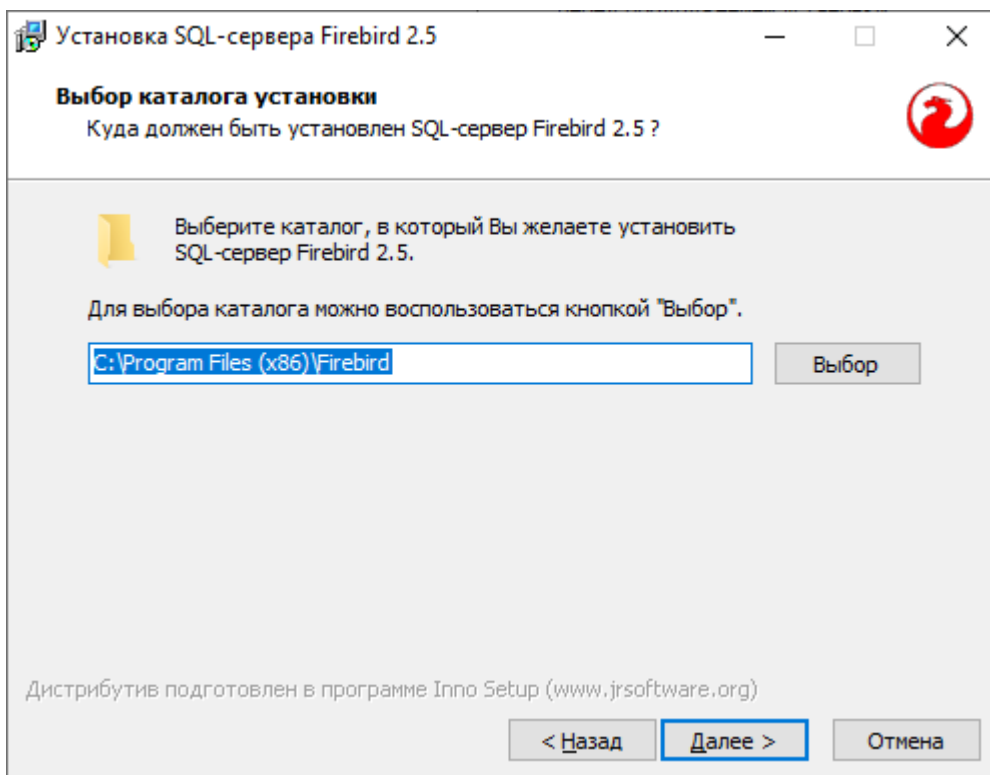 Установка SQL-сервера Firebird 2.5
Выбор каталога установки
Куда должен быть установлен SQL-сервер Firebird 2.5 ?
Выберите каталог, в который Вы желаете установить
SQL-сервер Firebird 2.5.
Для выбора каталога можно воспользоваться кнопкой "Выбор".
C:\Program Files (x86)\Firebird
Выбор
Дистрибутив подготовлен в программе Inno Setup (www.jrsoftware.org)
< Назад
Далее >
Отмена